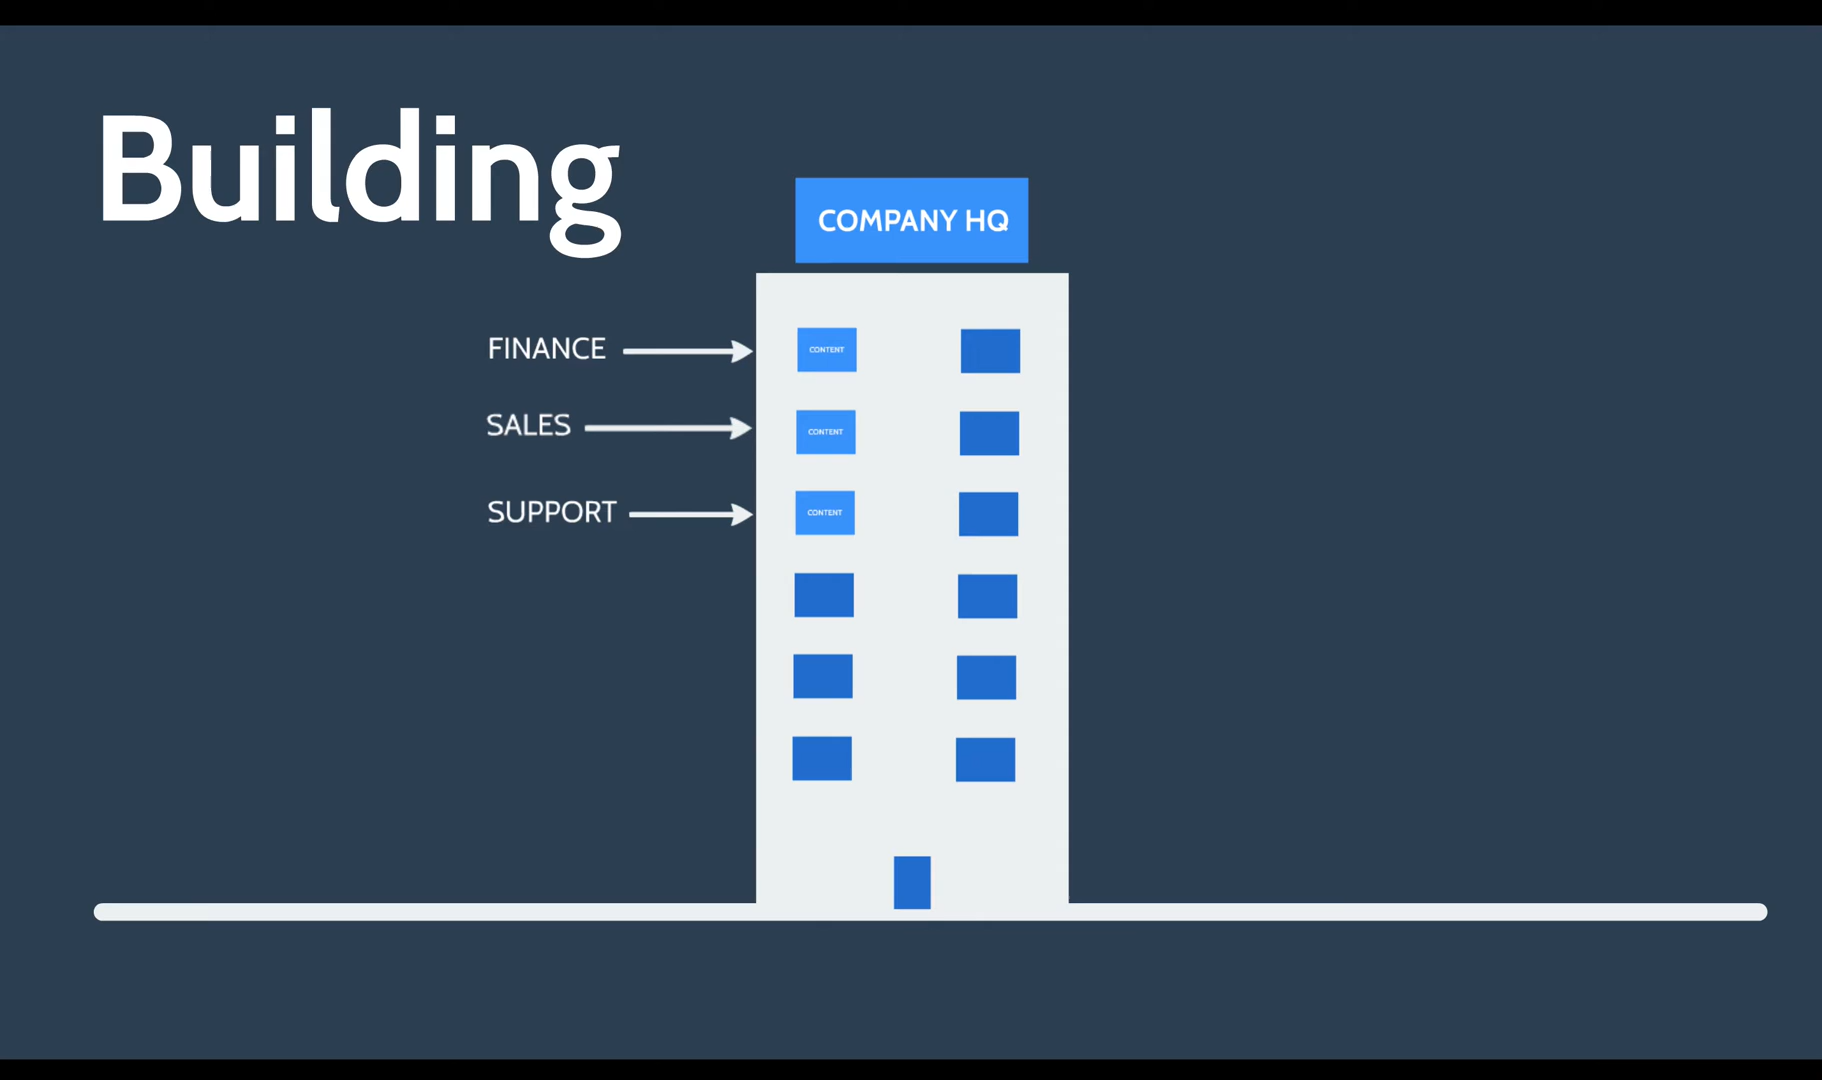 Building
COMPANY HQ
FINANCE
CONTENT
SALES
CONTENT
SUPPORT
CONTENT